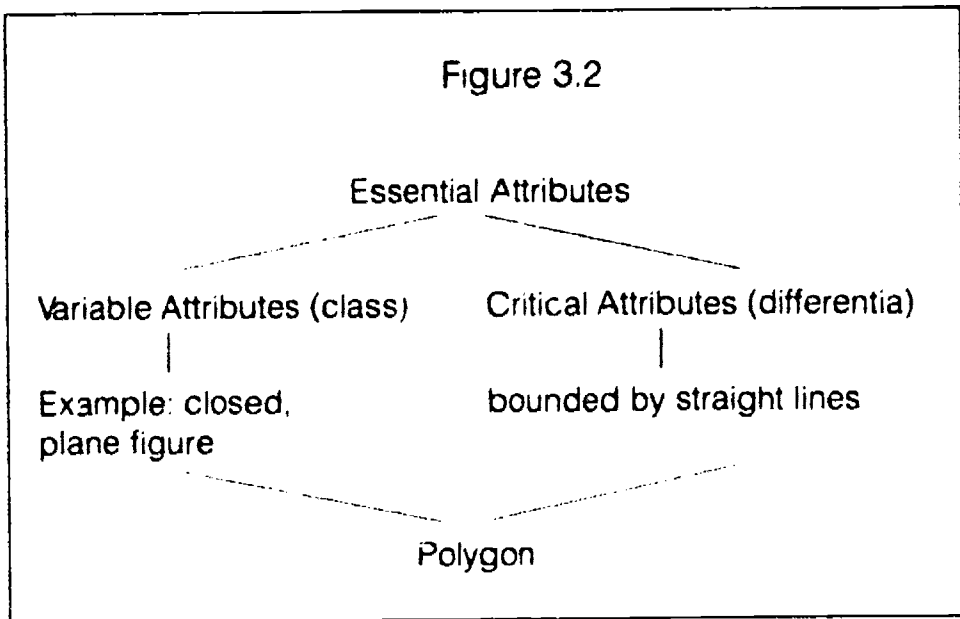 Figure 3.2
Essential Attributes
Variable Attributes (class)
Critical Attributes (differentia)
Example: closed,
plane figure
bounded by straight lines
Polygon